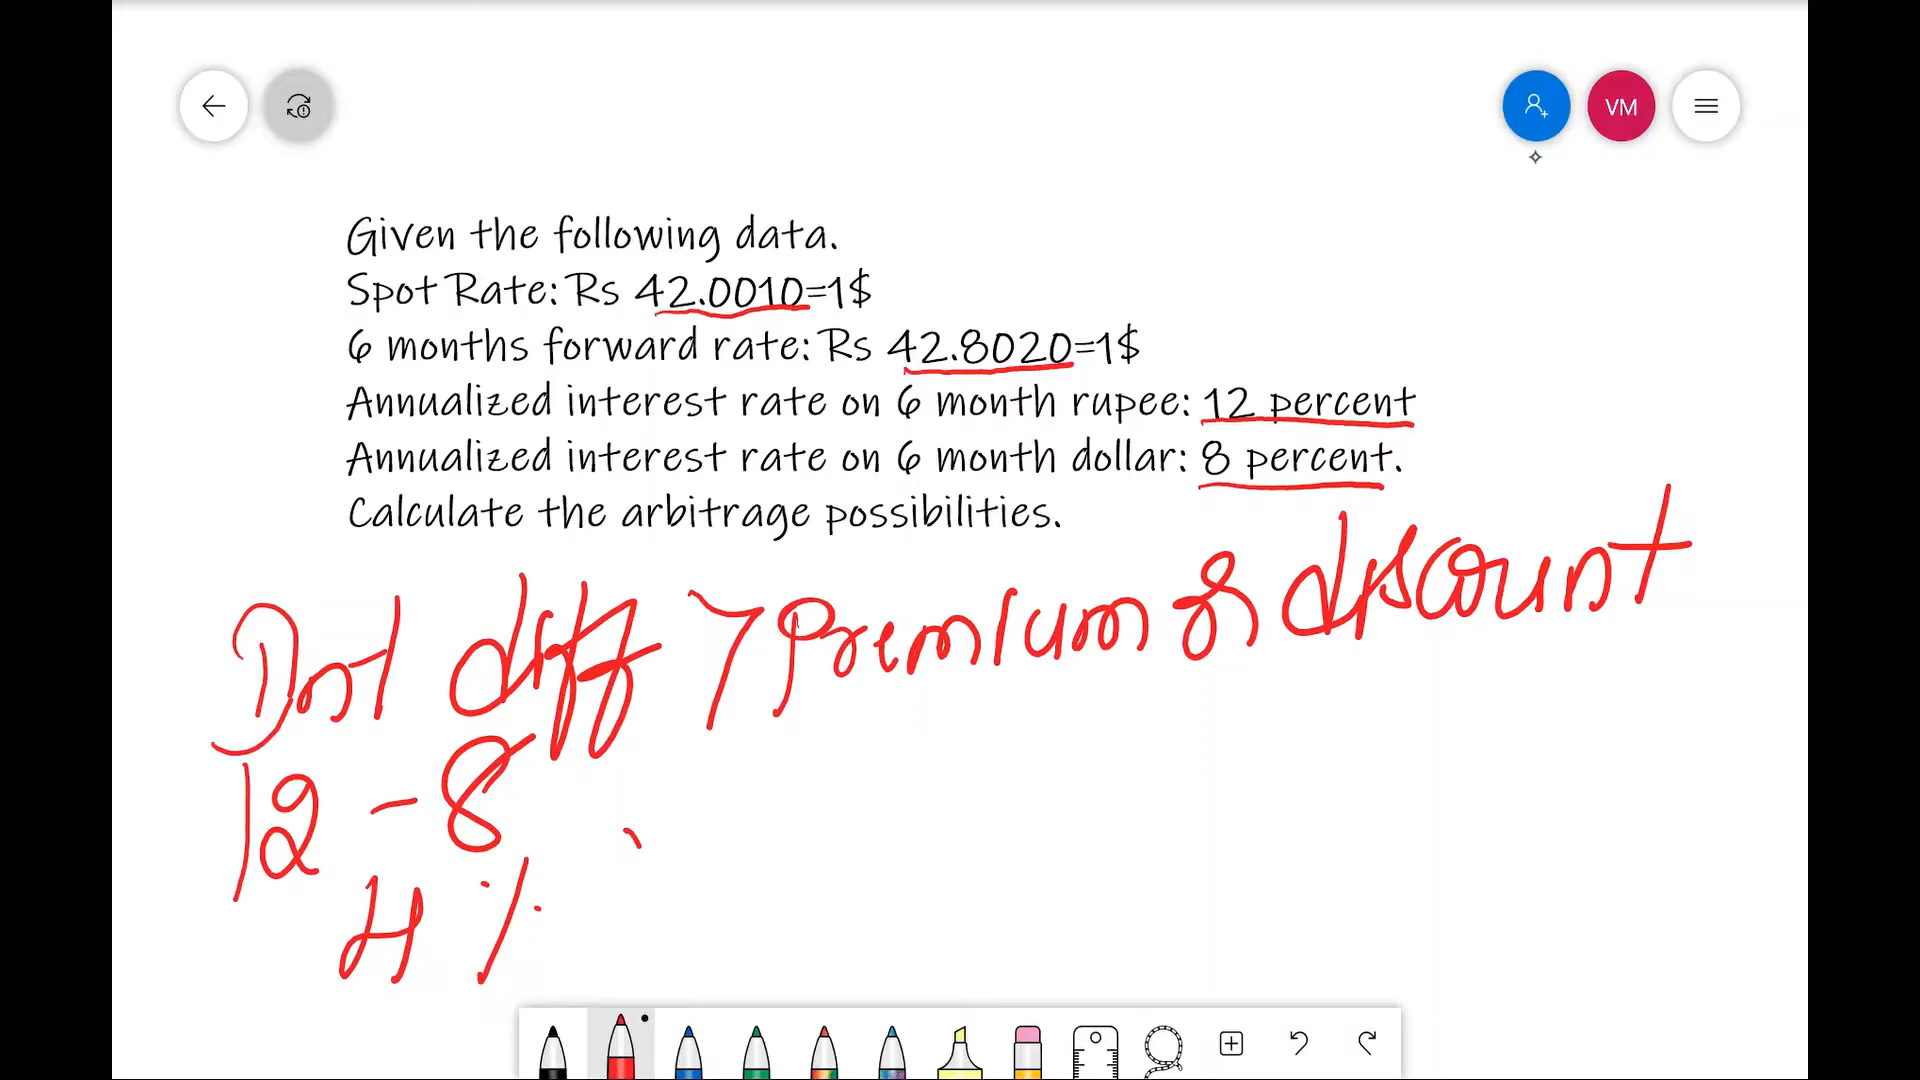 VM
Given the following data.
Spot Rate: Rs 42.0010=1$
6 months forward rate: Rs 42.8020=1$
Annualized interest rate on 6 month rupee: 12 percent
Annualized interest rate on 6 month dollar: 8 percent.
Calculate the arbitrage possibilities.
Int diff > Premium or discount
12 - 8
4%